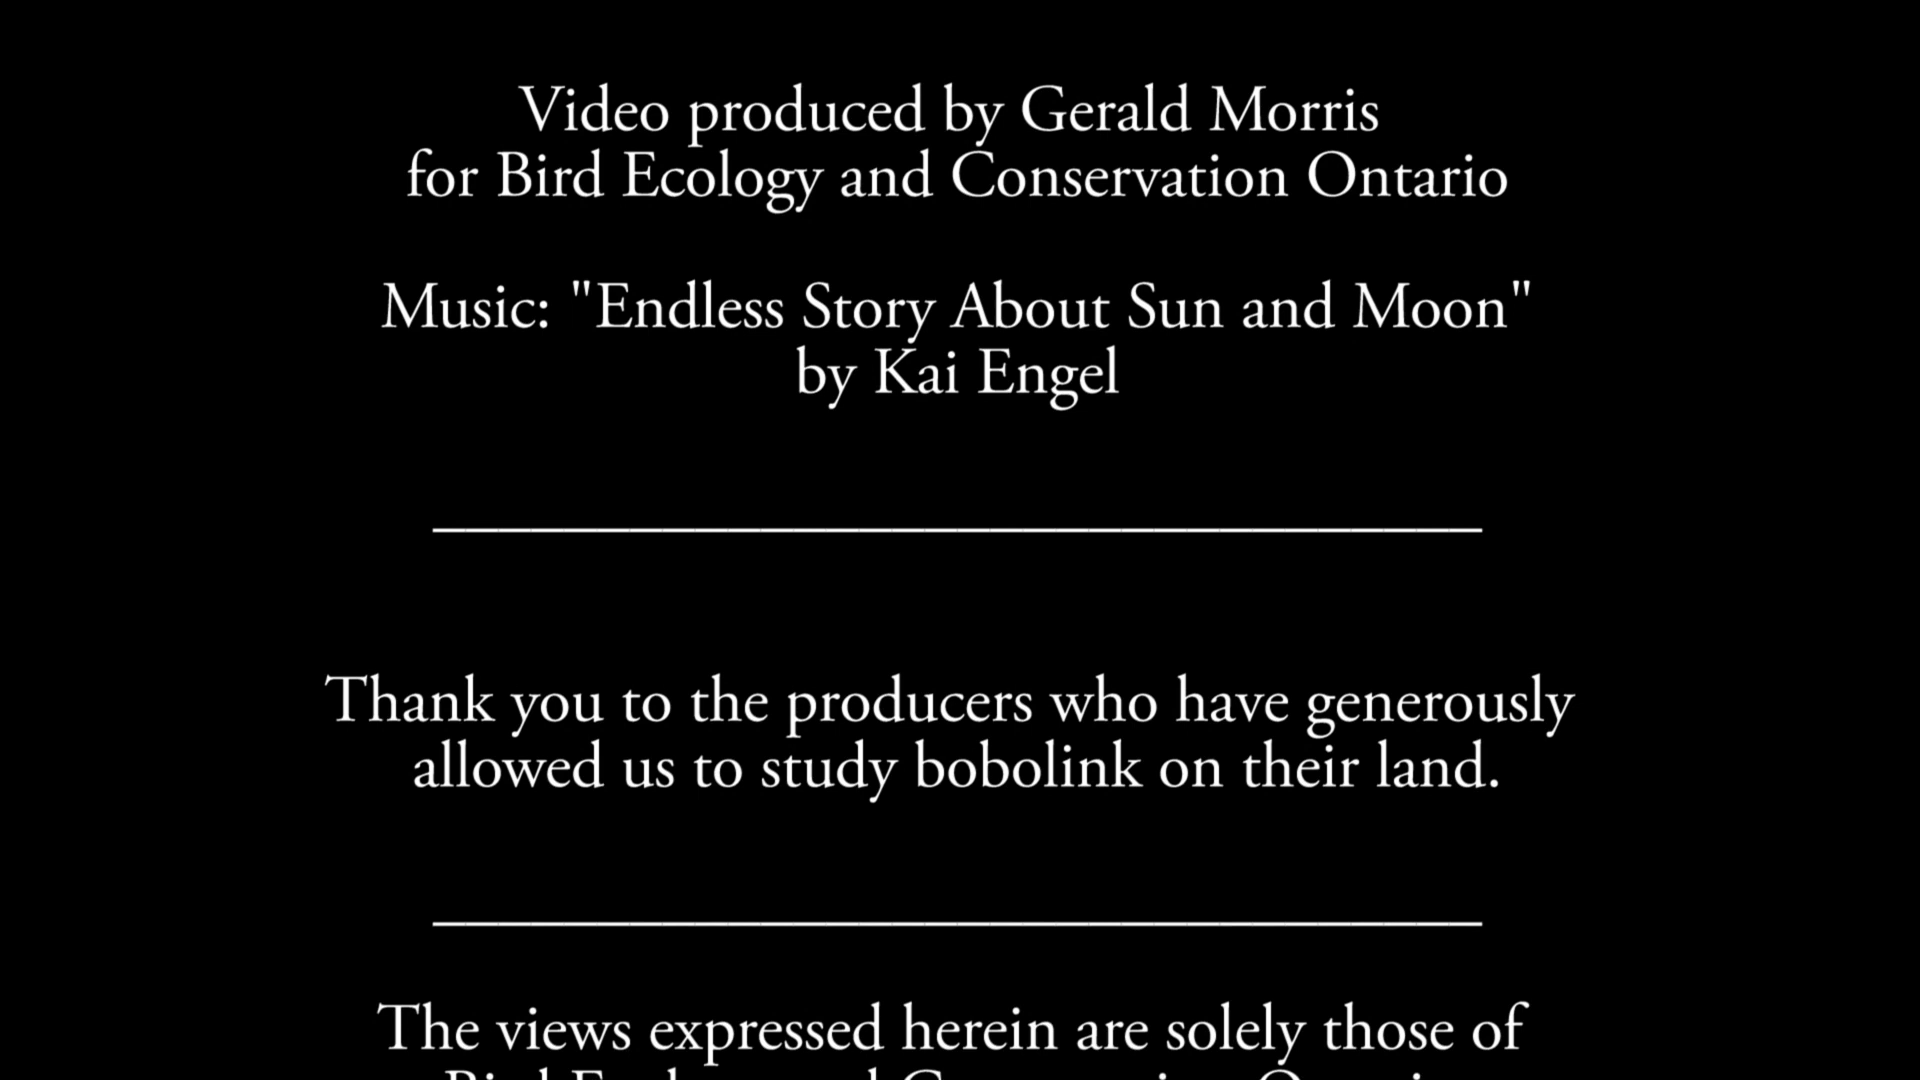 Video produced by Gerald Morris
for Bird Ecology and Conservation Ontario
Music: "Endless Story About Sun and Moon"
by Kai Engel
Thank you to the producers who have generously
allowed us to study bobolink on their land.
The views expressed herein are solely those of